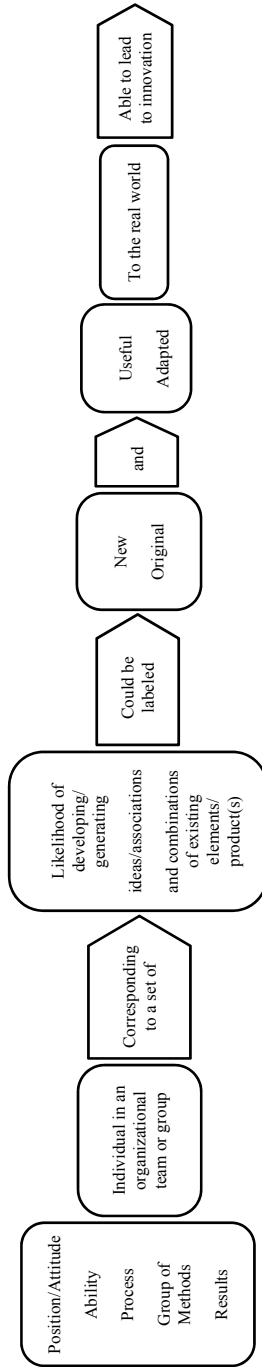 Position/Attitude
Ability
Process
Group of
Methods
Results
Individual in an
organizational
team or group
Corresponding
to a set of
Likelihood of
developing/
generating
ideas/associations
and combinations
of existing
elements/
product(s)
Could be
labeled
New
Original
and
Useful
Adapted
To the real world
Able to lead
to innovation